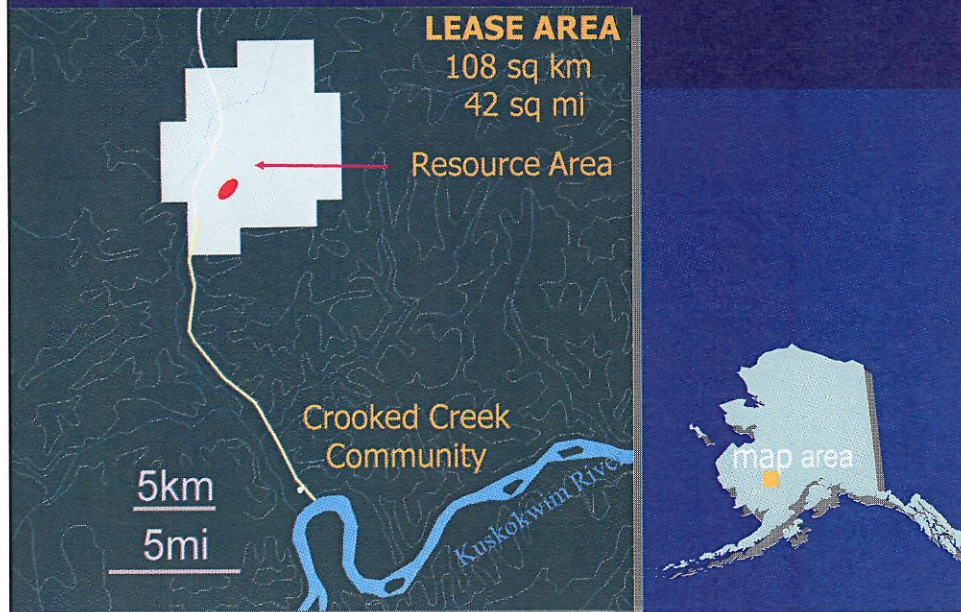 LEASE AREA
108 sq km
42 sq mi
Resource Area
Crooked Creek
Community
Kuskokwim River
5km
5mi
map area